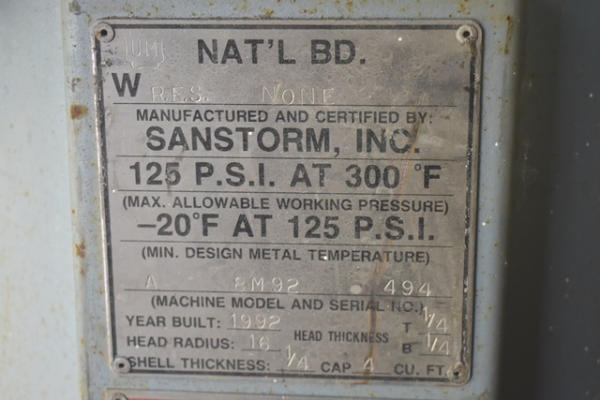 UM
NAT'L BD.
W
R.E.S. NONE
MANUFACTURED AND CERTIFIED BY:
SANSTORM, INC.
125 P.S.I. AT 300 °F
(MAX. ALLOWABLE WORKING PRESSURE)
–20°F AT 125 P.S.I.
(MIN. DESIGN METAL TEMPERATURE)
A 8M92 494
(MACHINE MODEL AND SERIAL NO.)
YEAR BUILT: 1992 HEAD THICKNESS T 1/4
HEAD RADIUS: 16 B 1/4
SHELL THICKNESS: 1/4 CAP 4 CU. FT.